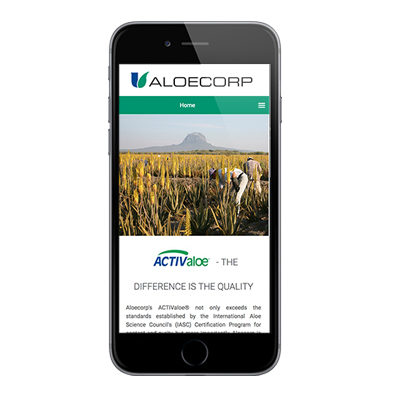 ALOECORP
Home
ACTIValoe® - THE
DIFFERENCE IS THE QUALITY
Aloecorp's ACTIValoe® not only exceeds the
standards established by the International Aloe
Science Council's (IASC) Certification Program for